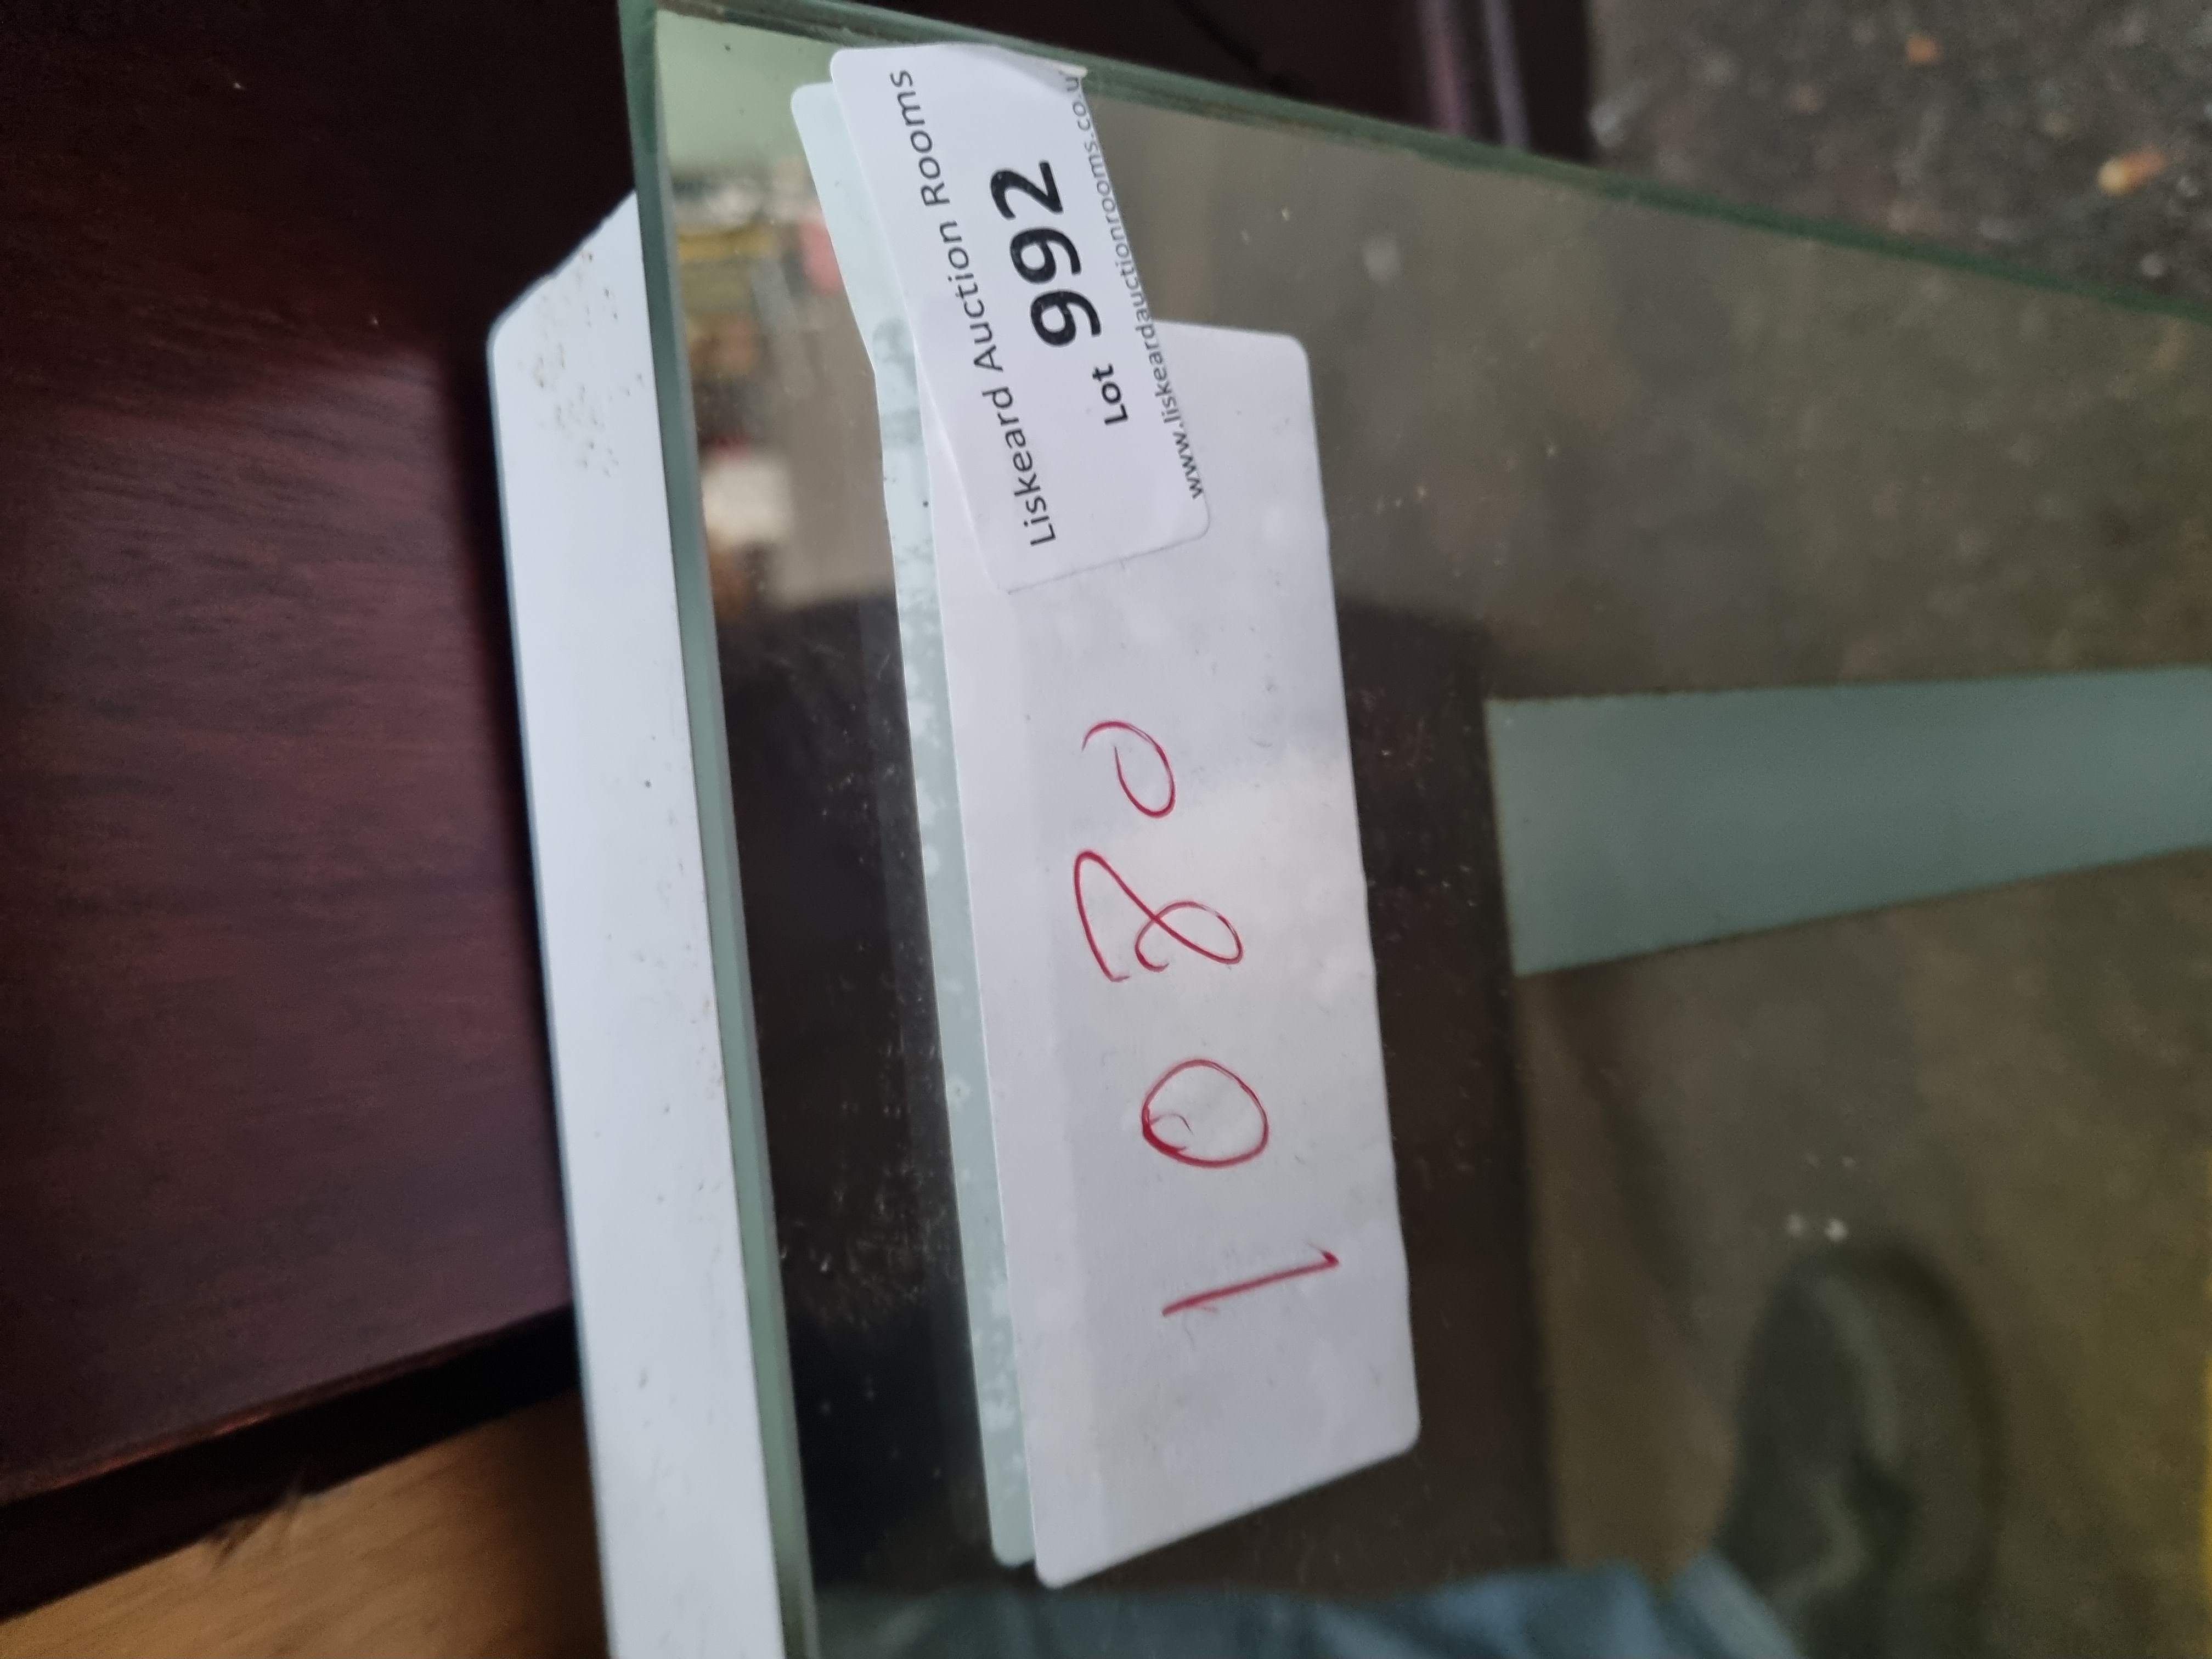 Liskeard Auction Rooms
Lot 992
www.liskeardauctionrooms.co.u
1080